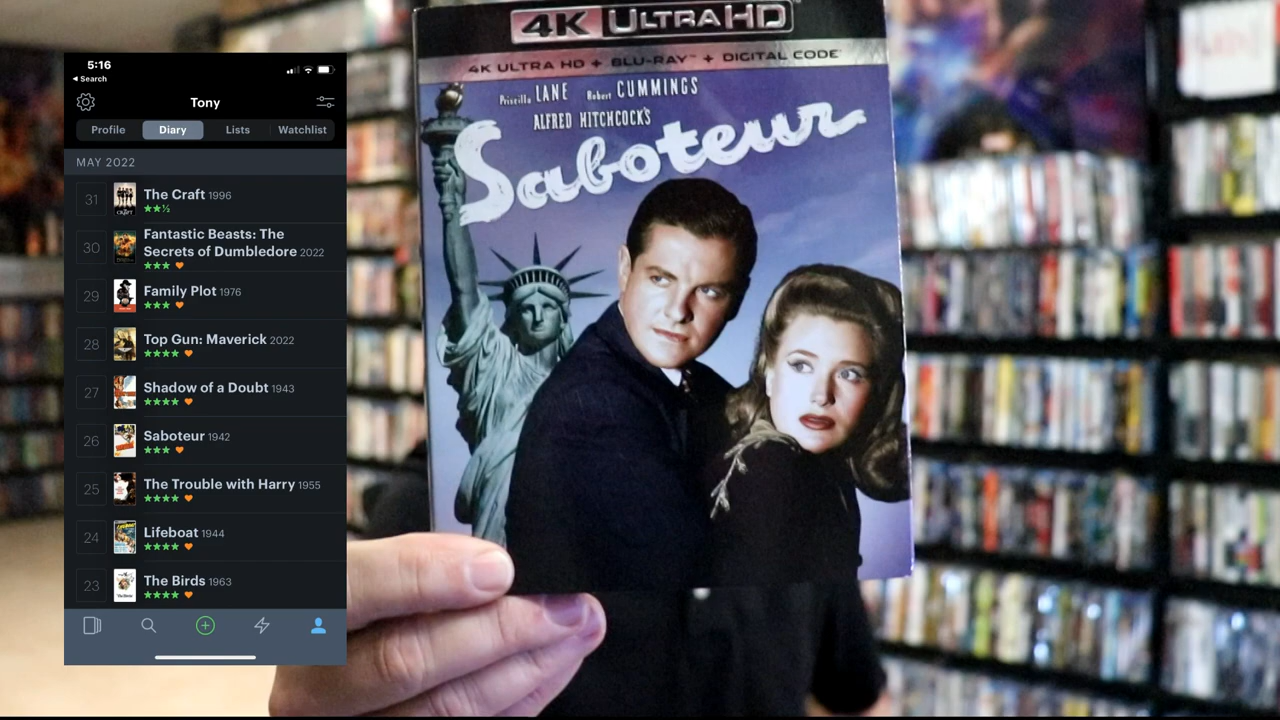 5:16
Search
Tony
Profile Diary Lists Watchlist
MAY 2022
31 The Craft 1996
★★½
30 Fantastic Beasts: The
Secrets of Dumbledore 2022
★★★
29 Family Plot 1976
★★★
28 Top Gun: Maverick 2022
★★★★
27 Shadow of a Doubt 1943
★★★★
26 Saboteur 1942
★★★
25 The Trouble with Harry 1955
★★★★
24 Lifeboat 1944
★★★★
23 The Birds 1963
★★★★
4K ULTRA HD
4K ULTRA HD + BLU-RAY™ + DIGITAL CODE
Priscilla LANE Robert CUMMINGS
ALFRED HITCHCOCK'S
Saboteur